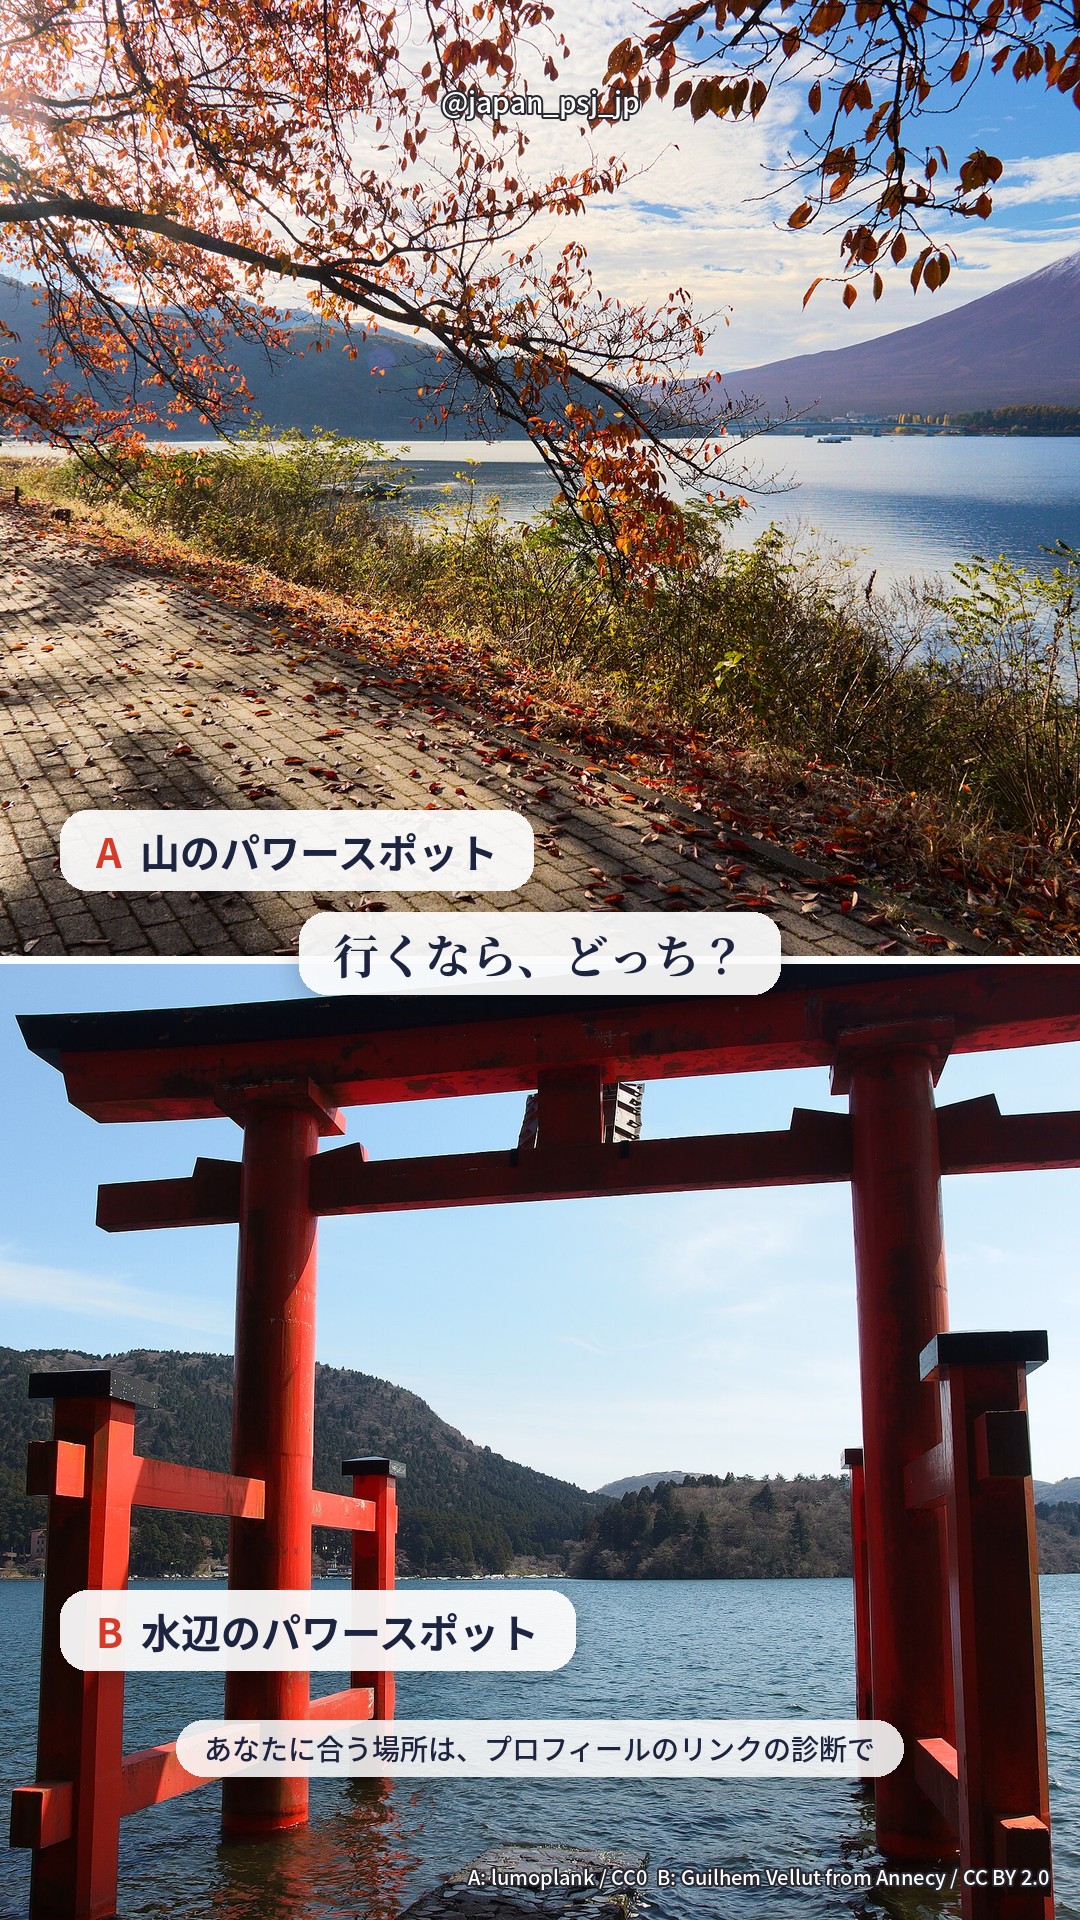 @japan_psj_jp
A 山のパワースポット
行くなら、どっち？
B 水辺のパワースポット
あなたに合う場所は、プロフィールのリンクの診断で
A: lumoplank / CC0 B: Guilhem Vellut from Annecy / CC BY 2.0